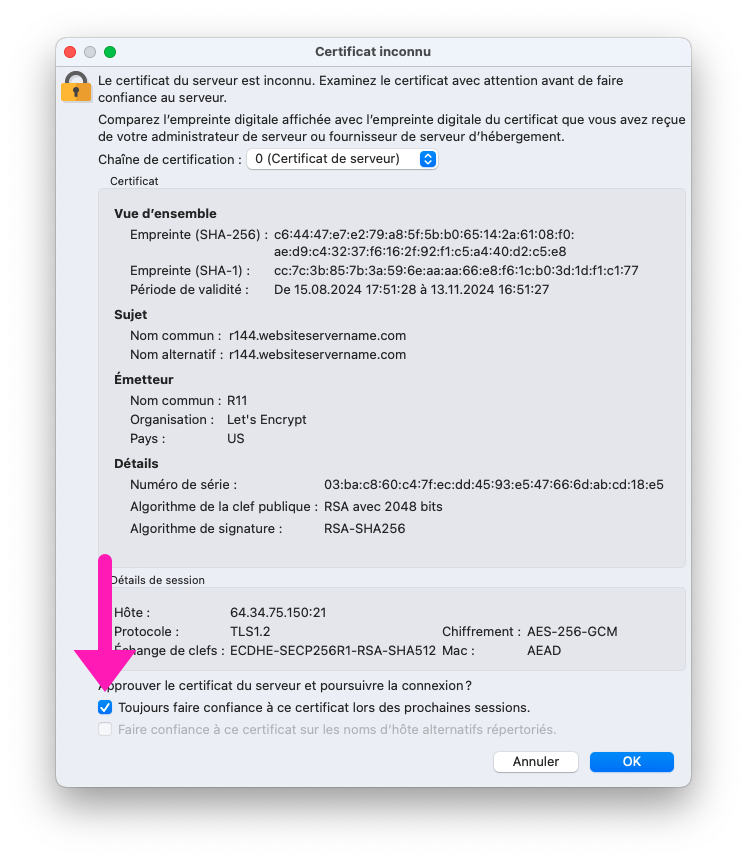 Certificat inconnu
Le certificat du serveur est inconnu. Examinez le certificat avec attention avant de faire
confiance au serveur.
Comparez l’empreinte digitale affichée avec l’empreinte digitale du certificat que vous avez reçue
de votre administrateur de serveur ou fournisseur de serveur d’hébergement.
Chaîne de certification : 0 (Certificat de serveur)
Certificat
Vue d’ensemble
Empreinte (SHA-256) : c6:44:47:e7:e2:79:a8:5f:5b:b0:65:14:2a:61:08:f0:
ae:d9:c4:32:37:f6:16:2f:92:f1:c5:a4:40:d2:c5:e8
Empreinte (SHA-1) : cc:7c:3b:85:7b:3a:59:6e:aa:aa:66:e8:f6:1c:b0:3d:1d:f1:c1:77
Période de validité : De 15.08.2024 17:51:28 à 13.11.2024 16:51:27
Sujet
Nom commun : r144.websiteservername.com
Nom alternatif : r144.websiteservername.com
Émetteur
Nom commun : R11
Organisation : Let's Encrypt
Pays : US
Détails
Numéro de série : 03:ba:c8:60:c4:7f:ec:dd:45:93:e5:47:66:6d:ab:cd:18:e5
Algorithme de la clef publique : RSA avec 2048 bits
Algorithme de signature : RSA-SHA256
Détails de session
Hôte : 64.34.75.150:21
Protocole : TLS1.2 Chiffrement : AES-256-GCM
Échange de clefs : ECDHE-SECP256R1-RSA-SHA512 Mac : AEAD
Approuver le certificat du serveur et poursuivre la connexion ?
Toujours faire confiance à ce certificat lors des prochaines sessions.
Faire confiance à ce certificat sur les noms d’hôte alternatifs répertoriés.
Annuler OK